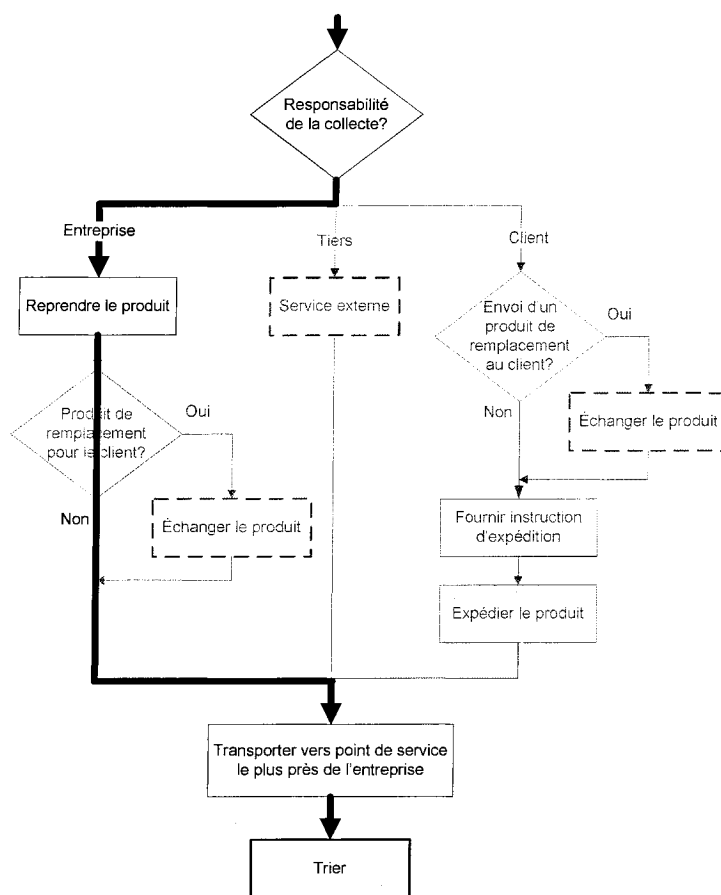 Responsabilité
de la collecte?
Entreprise
Tiers
Client
Reprendre le produit
Service externe
Envoi d'un
produit de
remplacement
au client?
Oui
Non
Échanger le produit
Produit de
remplacement
pour le client?
Oui
Non
Échanger le produit
Fournir instruction
d'expédition
Expédier le produit
Transporter vers point de service
le plus près de l'entreprise
Trier